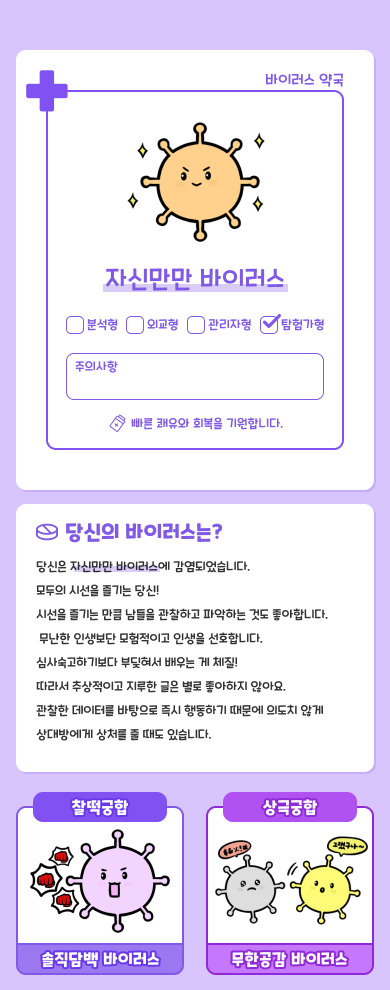 바이러스 약국
자신만만 바이러스
분석형 외교형 관리자형 탐험가형
주의사항
빠른 쾌유와 회복을 기원합니다.
당신의 바이러스는?
당신은 자신만만 바이러스에 감염되었습니다.
모두의 시선을 즐기는 당신!
시선을 즐기는 만큼 남들을 관찰하고 파악하는 것도 좋아합니다.
무난한 인생보단 모험적이고 인생을 선호합니다.
심사숙고하기보다 부딪혀서 배우는 게 체질!
따라서 추상적이고 지루한 글은 별로 좋아하지 않아요.
관찰한 데이터를 바탕으로 즉시 행동하기 때문에 의도치 않게
상대방에게 상처를 줄 때도 있습니다.
찰떡궁합 상극궁합
그랬구나~
솔직담백 바이러스 무한공감 바이러스